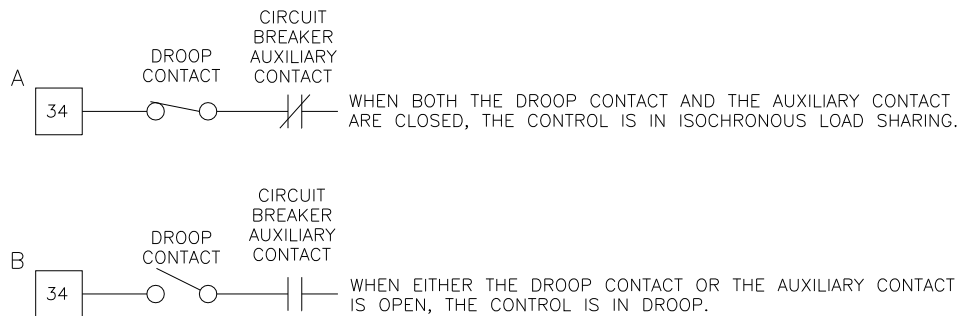 CIRCUIT
BREAKER
AUXILIARY
CONTACT
DROOP
CONTACT
A
34
WHEN BOTH THE DROOP CONTACT AND THE AUXILIARY CONTACT
ARE CLOSED, THE CONTROL IS IN ISOCHRONOUS LOAD SHARING.
CIRCUIT
BREAKER
AUXILIARY
CONTACT
DROOP
CONTACT
B
34
WHEN EITHER THE DROOP CONTACT OR THE AUXILIARY CONTACT
IS OPEN, THE CONTROL IS IN DROOP.